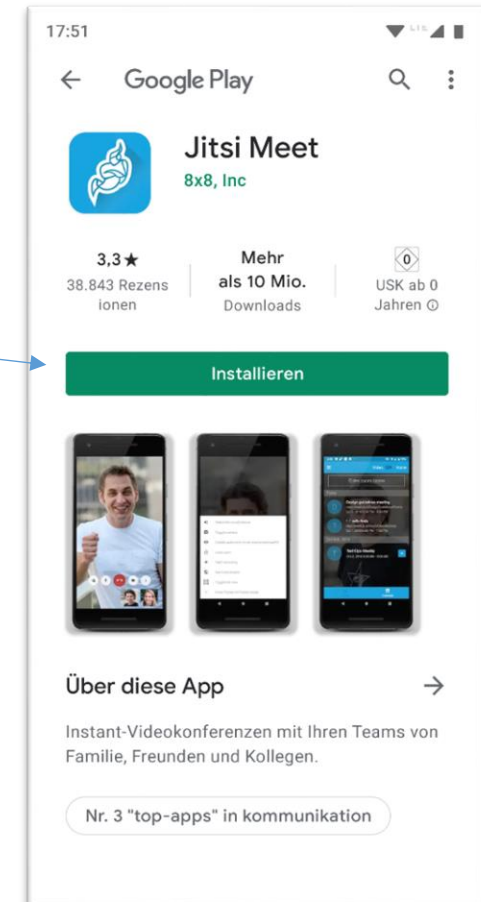 17:51
LTE
Google Play
Jitsi Meet
8x8, Inc
3,3★
38.843 Rezens
ionen
Mehr
als 10 Mio.
Downloads
0
USK ab 0
Jahren
Installieren
Über diese App
Instant-Videokonferenzen mit Ihren Teams von
Familie, Freunden und Kollegen.
Nr. 3 "top-apps" in kommunikation